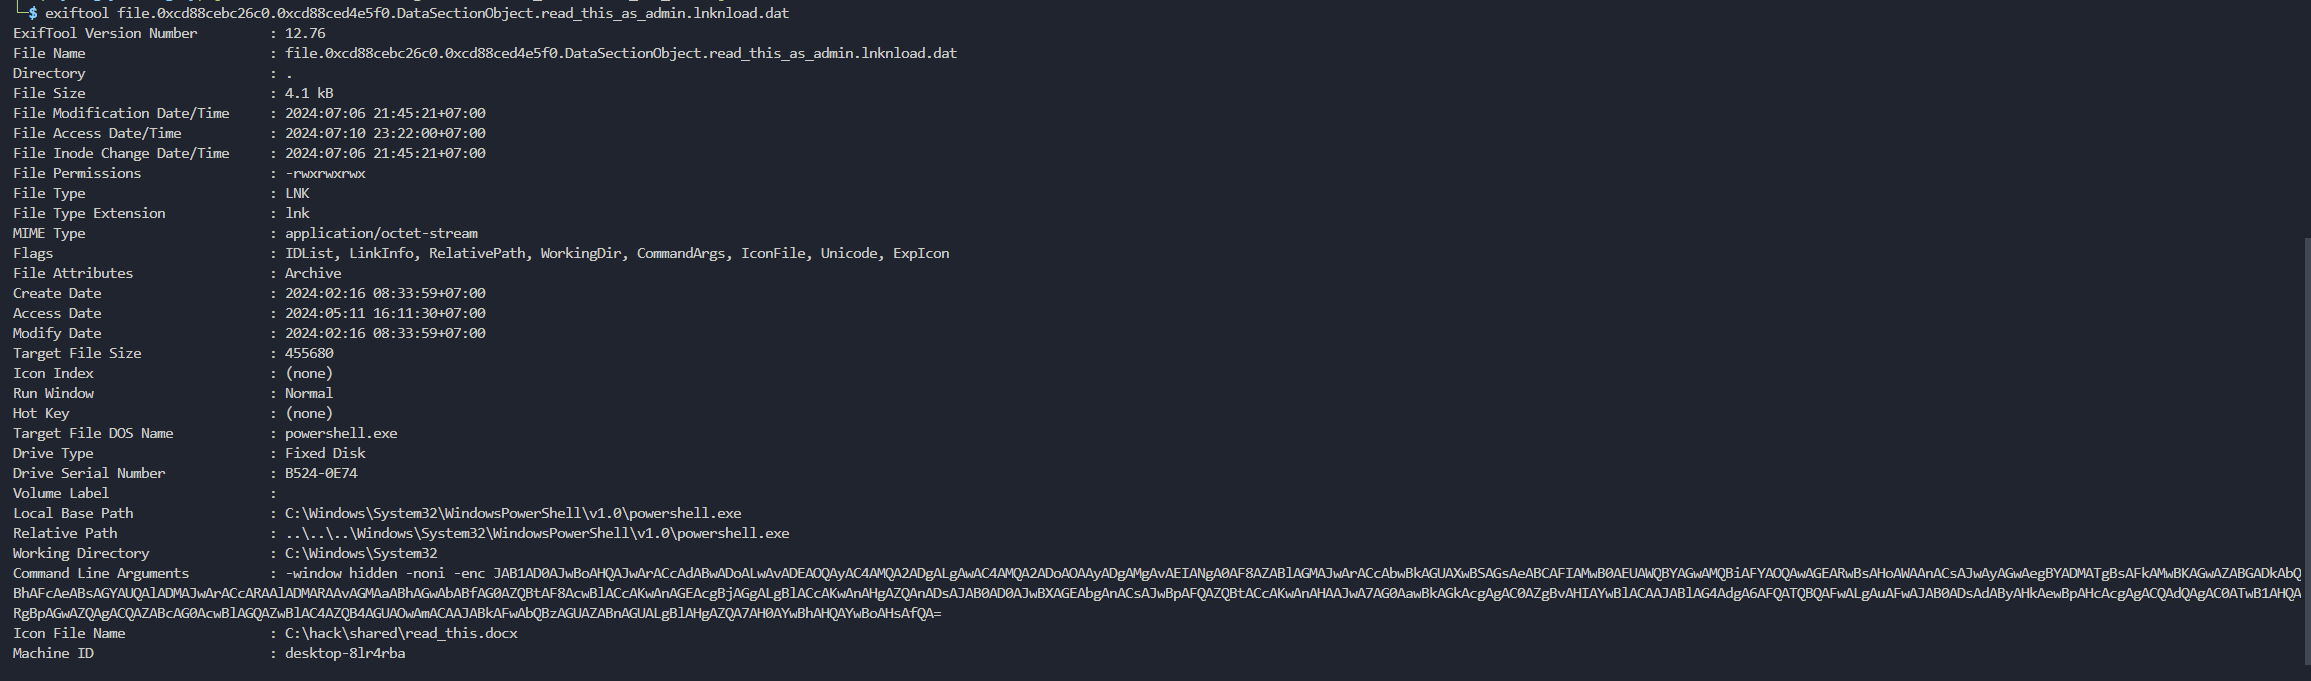 └─$ exiftool file.0xcd88cebc26c0.0xcd88ced4e5f0.DataSectionObject.read_this_as_admin.lnknload.dat
ExifTool Version Number : 12.76
File Name : file.0xcd88cebc26c0.0xcd88ced4e5f0.DataSectionObject.read_this_as_admin.lnknload.dat
Directory : .
File Size : 4.1 kB
File Modification Date/Time : 2024:07:06 21:45:21+07:00
File Access Date/Time : 2024:07:10 23:22:00+07:00
File Inode Change Date/Time : 2024:07:06 21:45:21+07:00
File Permissions : -rwxrwxrwx
File Type : LNK
File Type Extension : lnk
MIME Type : application/octet-stream
Flags : IDList, LinkInfo, RelativePath, WorkingDir, CommandArgs, IconFile, Unicode, ExpIcon
File Attributes : Archive
Create Date : 2024:02:16 08:33:59+07:00
Access Date : 2024:05:11 16:11:30+07:00
Modify Date : 2024:02:16 08:33:59+07:00
Target File Size : 455680
Icon Index : (none)
Run Window : Normal
Hot Key : (none)
Target File DOS Name : powershell.exe
Drive Type : Fixed Disk
Drive Serial Number : B524-0E74
Volume Label :
Local Base Path : C:\Windows\System32\WindowsPowerShell\v1.0\powershell.exe
Relative Path : ..\..\..\Windows\System32\WindowsPowerShell\v1.0\powershell.exe
Working Directory : C:\Windows\System32
Command Line Arguments : -window hidden -noni -enc
Icon File Name : C:\hack\shared\read_this.docx
Machine ID : desktop-8lr4rba